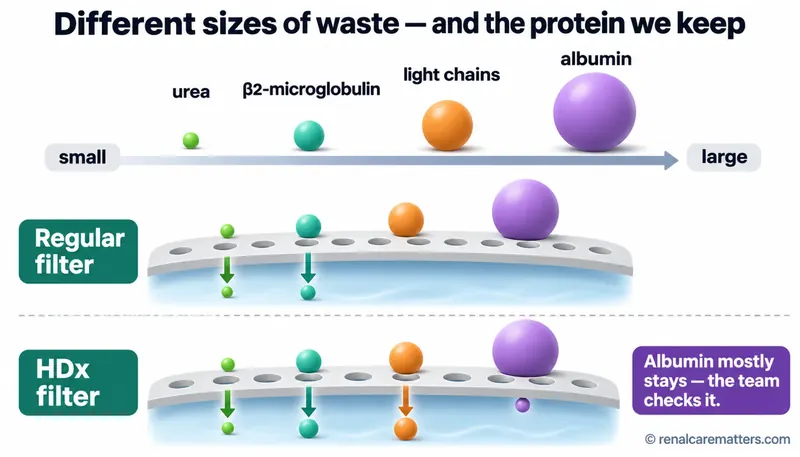 Different sizes of waste — and the protein we keep
urea
β2-microglobulin
light chains
albumin
small
large
Regular
filter
HDx
filter
Albumin mostly
stays — the team
checks it.
© renalcarematters.com